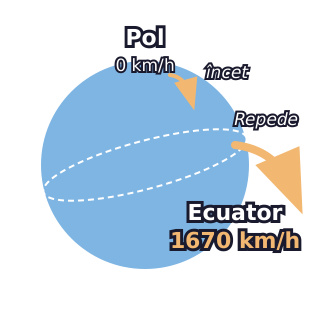 Pol
0 km/h
încet
Repede
Ecuator
1670 km/h